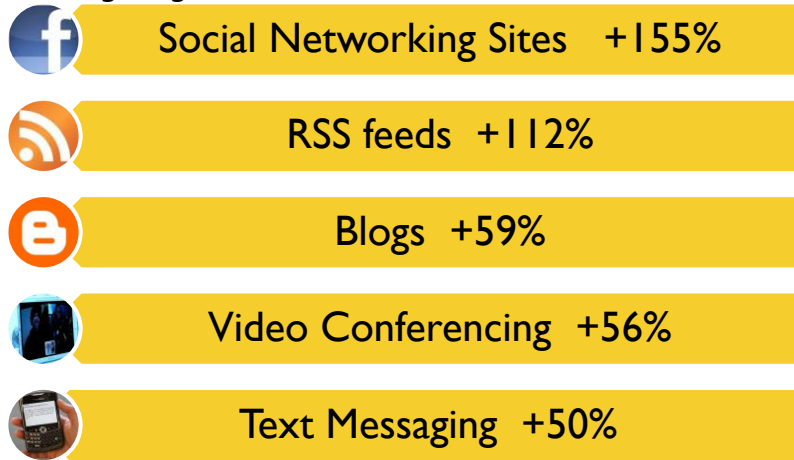 Social Networking Sites +155%
RSS feeds +112%
Blogs +59%
Video Conferencing +56%
Text Messaging +50%